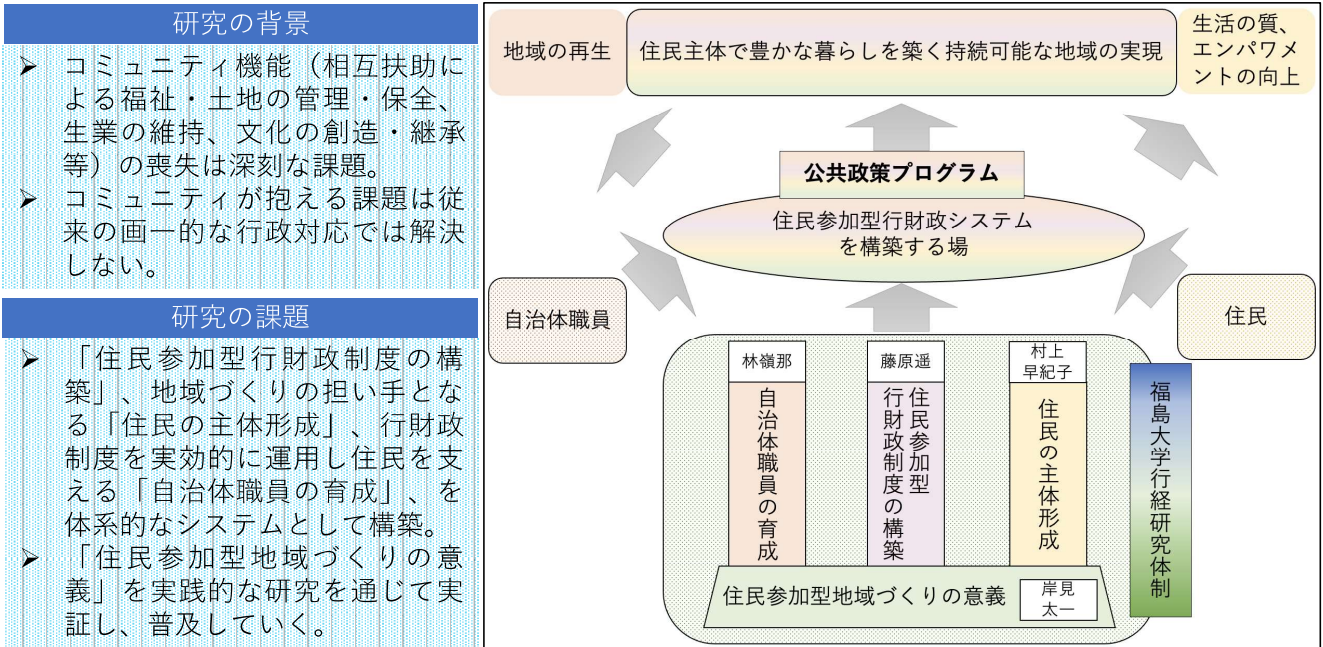 研究の背景
➢ コミュニティ機能（相互扶助に
よる福祉・土地の管理・保全、
生業の維持、文化の創造・継承
等）の喪失は深刻な課題。
➢ コミュニティが抱える課題は従
来の画一的な行政対応では解決
しない。
研究の課題
➢ 「住民参加型行財政制度の構
築」、地域づくりの担い手とな
る「住民の主体形成」、行財政
制度を実効的に運用し住民を支
える「自治体職員の育成」、を
体系的なシステムとして構築。
➢ 「住民参加型地域づくりの意
義」を実践的な研究を通じて実
証し、普及していく。
地域の再生
住民主体で豊かな暮らしを築く持続可能な地域の実現
生活の質、
エンパワメ
ントの向上
公共政策プログラム
住民参加型行財政システム
を構築する場
自治体職員
住民
林嶺那
自治体職員の育成
藤原遥
住民参加型
行財政制度の構築
村上
早紀子
住民の主体形成
福島大学行経研究体制
住民参加型地域づくりの意義
岸見
太一